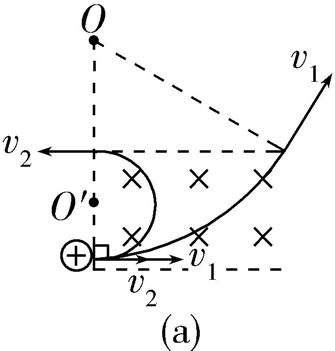 O
v₁
v₂
O′
× × ×
× × ×
+
v₁
v₂
(a)